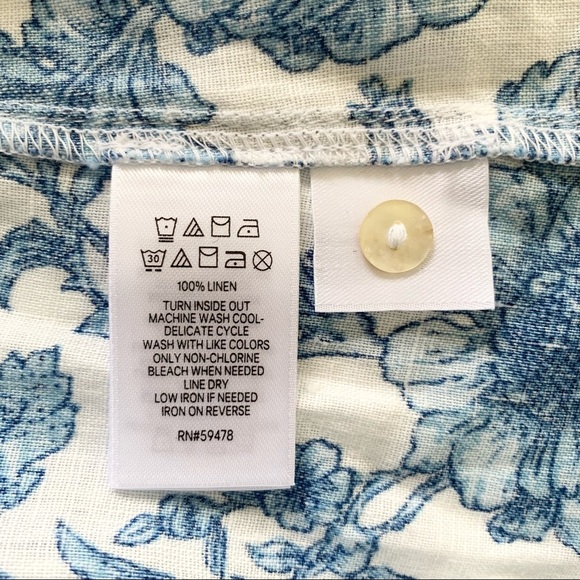 30
100% LINEN
TURN INSIDE OUT
MACHINE WASH COOL-
DELICATE CYCLE
WASH WITH LIKE COLORS
ONLY NON-CHLORINE
BLEACH WHEN NEEDED
LINE DRY
LOW IRON IF NEEDED
IRON ON REVERSE
RN#59478